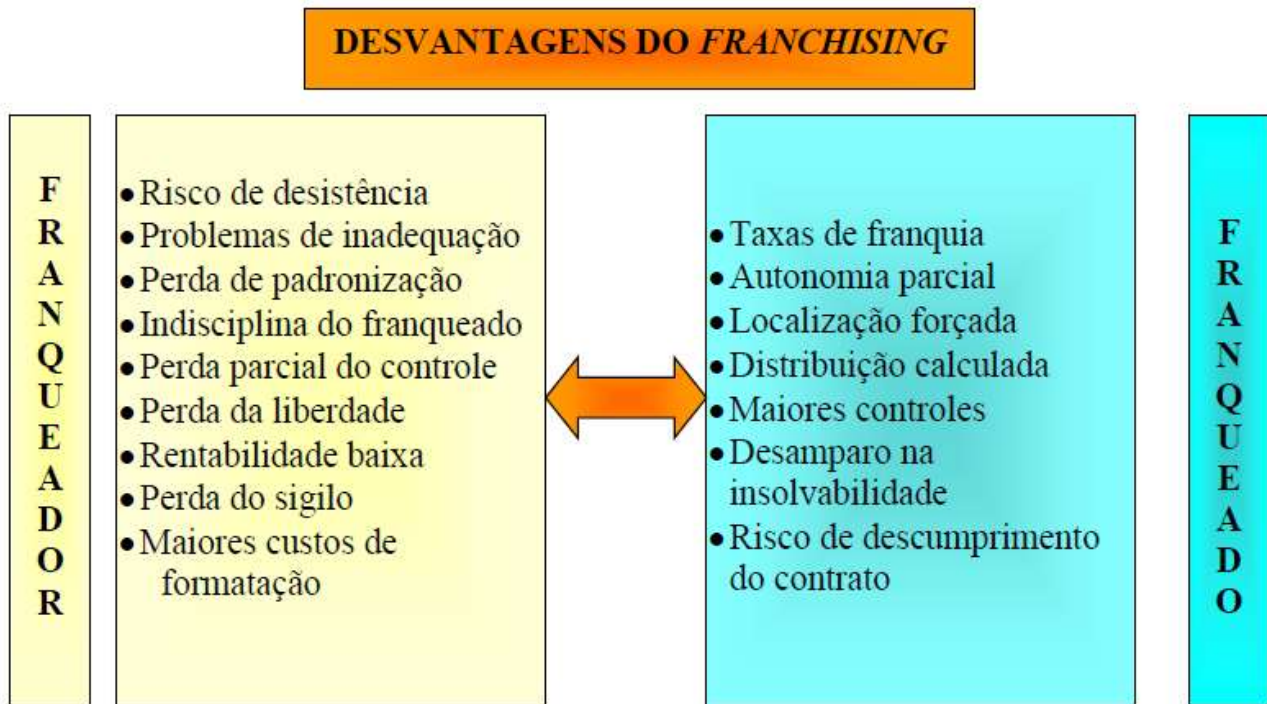 DESVANTAGENS DO FRANCHISING
FRANQUEADOR
•Risco de desistência
•Problemas de inadequação
•Perda de padronização
•Indisciplina do franqueado
•Perda parcial do controle
•Perda da liberdade
•Rentabilidade baixa
•Perda do sigilo
•Maiores custos de
formatação
•Taxas de franquia
•Autonomia parcial
•Localização forçada
•Distribuição calculada
•Maiores controles
•Desamparo na
insolvabilidade
•Risco de descumprimento
do contrato
FRANQUEADO